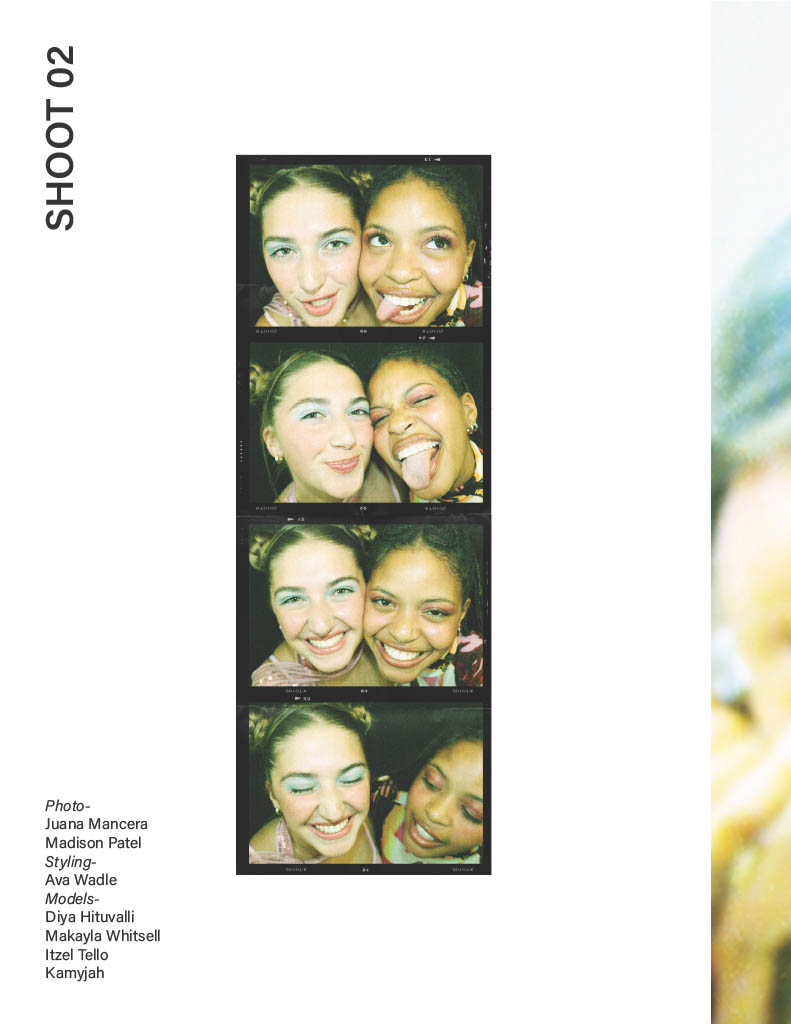 SHOOT 02
Photo-
Juana Mancera
Madison Patel
Styling-
Ava Wadle
Models-
Diya Hituvalli
Makayla Whitsell
Itzel Tello
Kamyjah